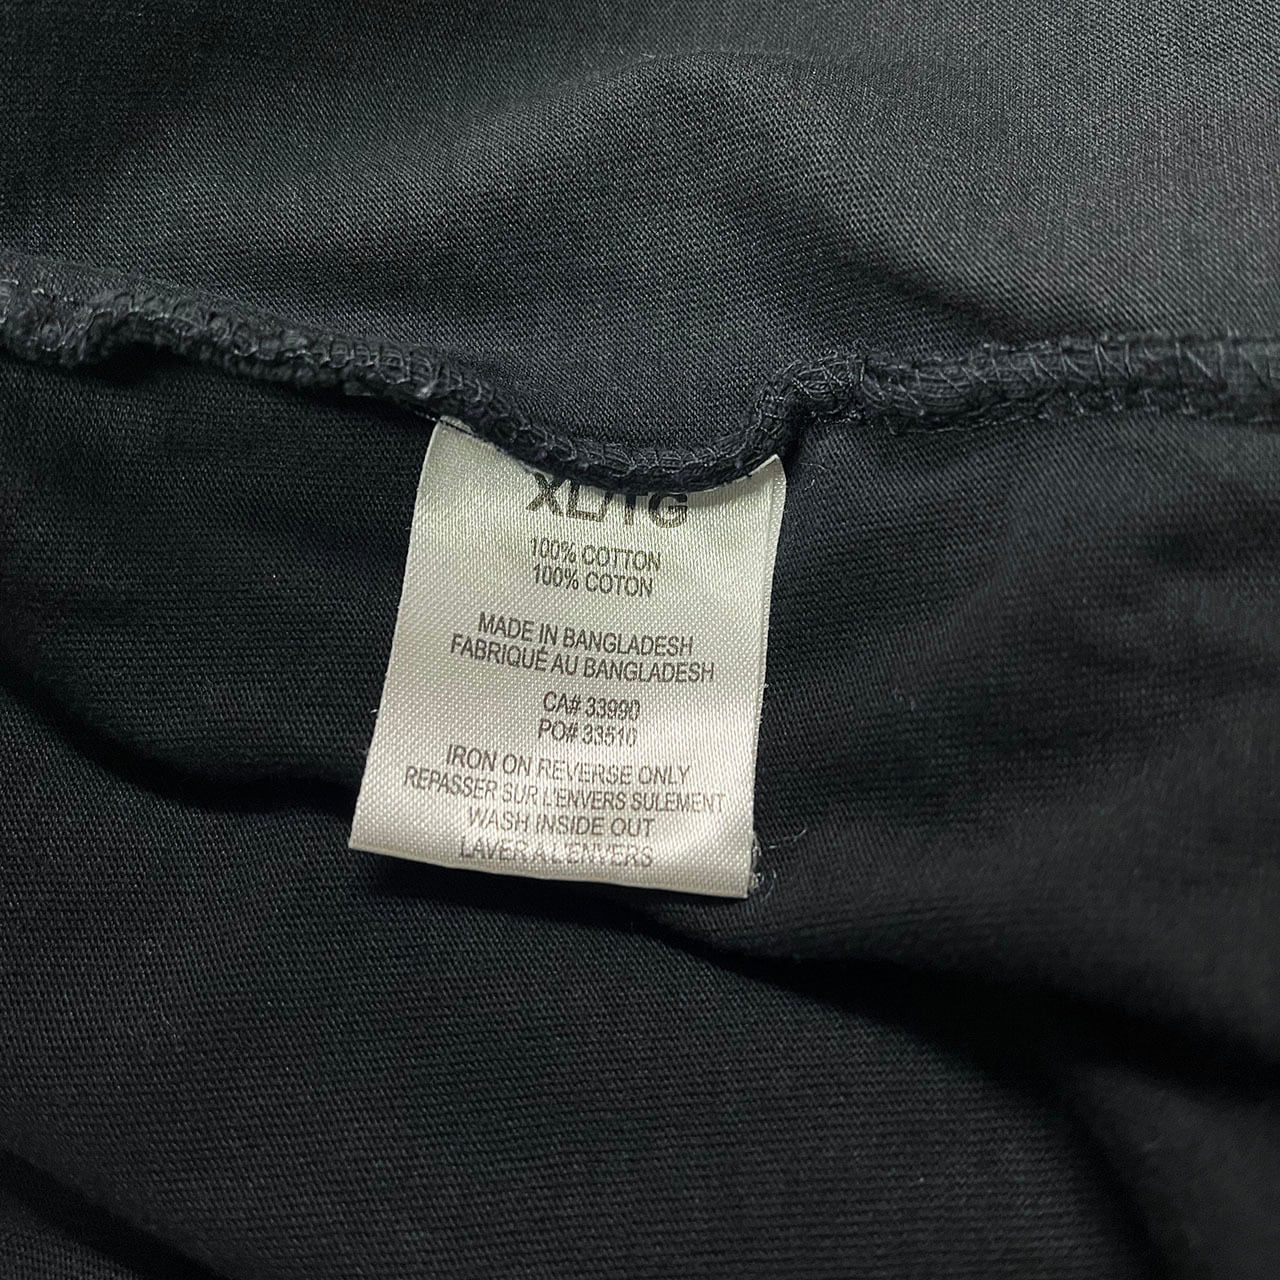 XL/TG
100% COTTON
100% COTON
MADE IN BANGLADESH
FABRIQUÉ AU BANGLADESH
CA# 33990
PO# 33510
IRON ON REVERSE ONLY
REPASSER SUR L'ENVERS SULEMENT
WASH INSIDE OUT
LAVER A L'ENVERS